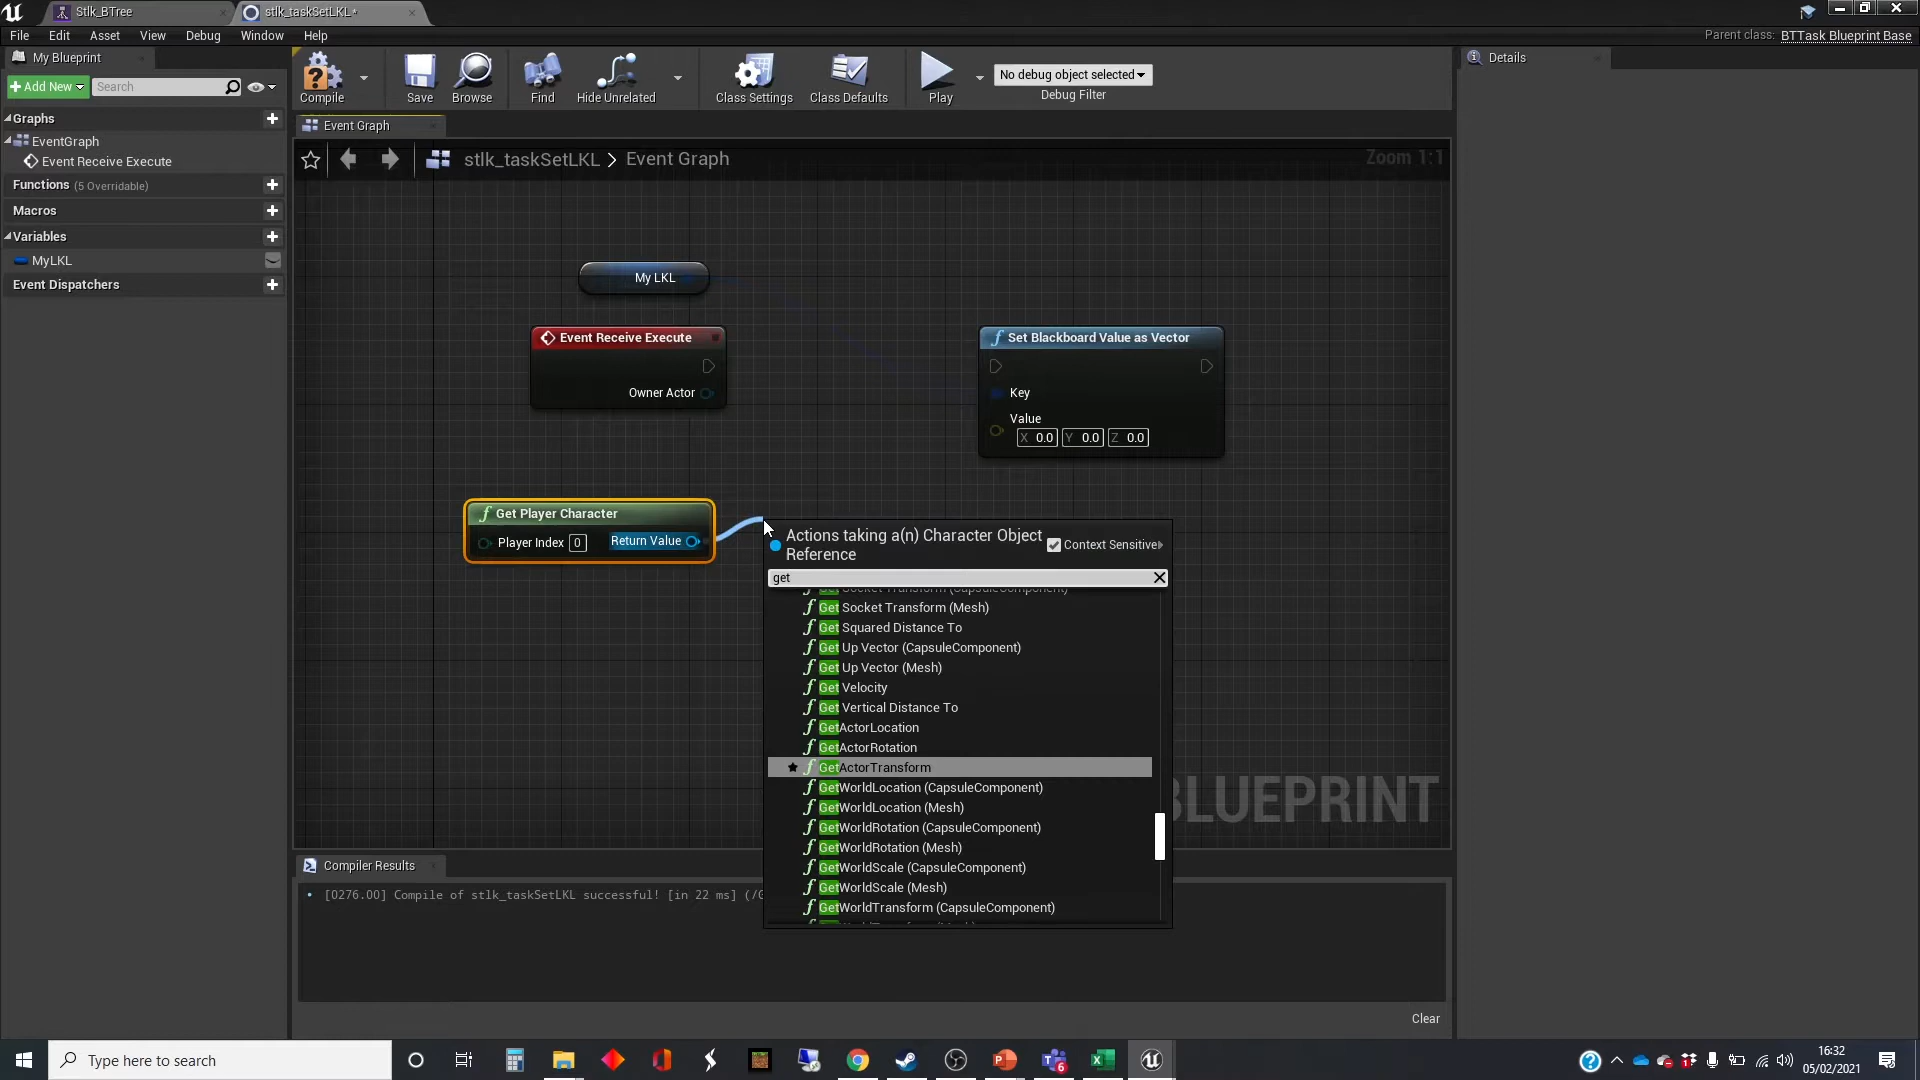 Stlk_BTree
stlk_taskSetLKL*
File Edit Asset View Debug Window Help
Parent class: BTTask Blueprint Base
My Blueprint
Details
Add New
Search
No debug object selected
Debug Filter
Compile
Save
Browse
Find
Hide Unrelated
Class Settings
Class Defaults
Play
Graphs
EventGraph
Event Receive Execute
Functions (5 Overridable)
Macros
Variables
MyLKL
Event Dispatchers
Event Graph
stlk_taskSetLKL > Event Graph
Zoom 1:1
My LKL
Event Receive Execute
Owner Actor
Set Blackboard Value as Vector
Key
Value
X 0.0 Y 0.0 Z 0.0
Get Player Character
Player Index 0
Return Value
Actions taking a(n) Character Object
Reference
Context Sensitive
get
Get Socket Transform (CapsuleComponent)
Get Socket Transform (Mesh)
Get Squared Distance To
Get Up Vector (CapsuleComponent)
Get Up Vector (Mesh)
Get Velocity
Get Vertical Distance To
GetActorLocation
GetActorRotation
GetActorTransform
GetWorldLocation (CapsuleComponent)
GetWorldLocation (Mesh)
GetWorldRotation (CapsuleComponent)
GetWorldRotation (Mesh)
GetWorldScale (CapsuleComponent)
GetWorldScale (Mesh)
GetWorldTransform (CapsuleComponent)
BLUEPRINT
Compiler Results
[0276.00] Compile of stlk_taskSetLKL successful! [in 22 ms] (/G
Clear
Type here to search
6
16:32
05/02/2021